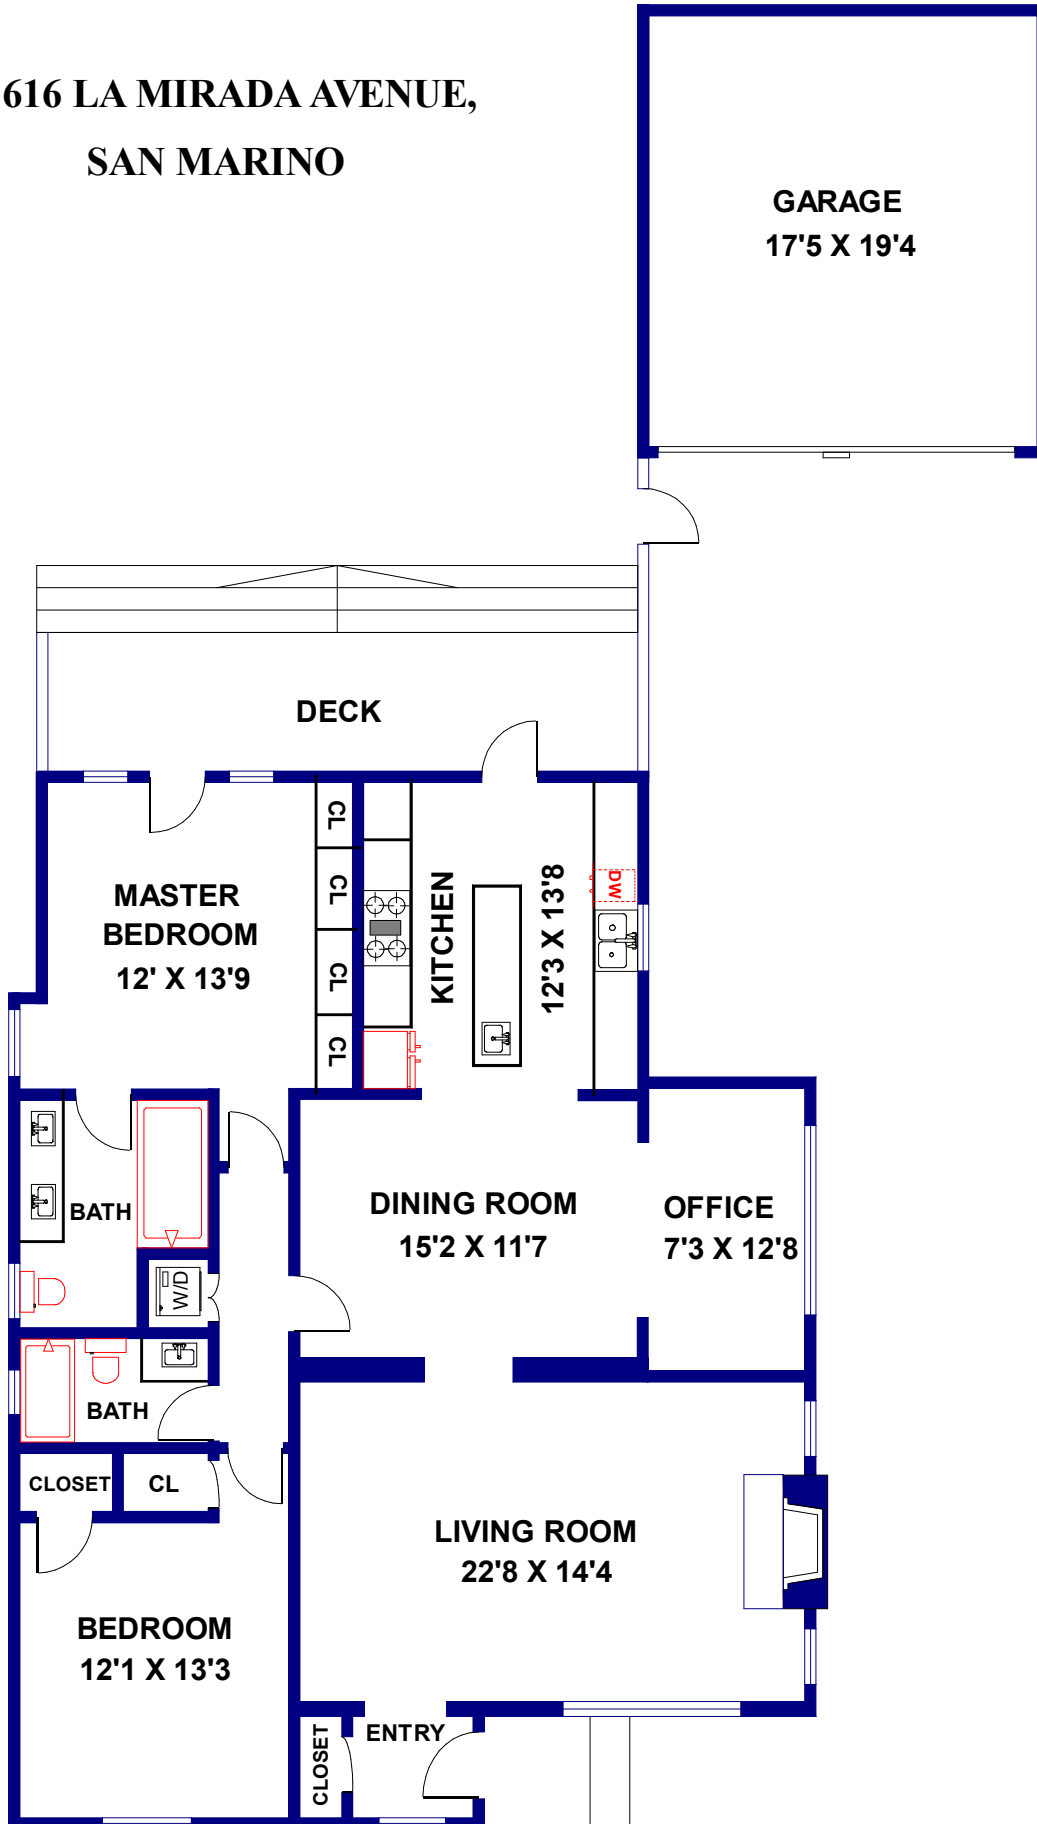 616 LA MIRADA AVENUE,
SAN MARINO
GARAGE
17'5 X 19'4
DECK
CL
CL
CL
CL
MASTER
BEDROOM
12' X 13'9
KITCHEN
12'3 X 13'8
DW
BATH
W/D
DINING ROOM
15'2 X 11'7
OFFICE
7'3 X 12'8
BATH
CLOSET
CL
LIVING ROOM
22'8 X 14'4
BEDROOM
12'1 X 13'3
CLOSET
ENTRY